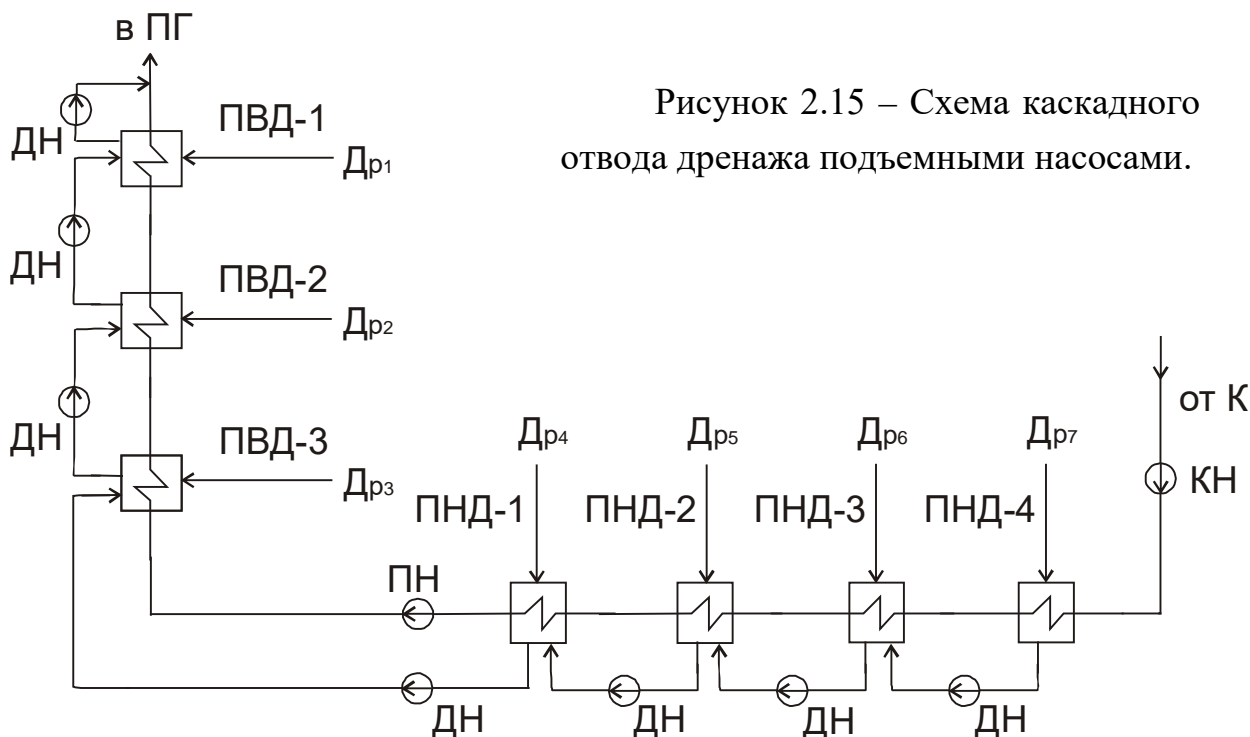 в ПГ
Рисунок 2.15 – Схема каскадного
отвода дренажа подъемными насосами.
ДН
ПВД-1
Др1
ДН
ПВД-2
Др2
ДН
ПВД-3
Др3
Др4
Др5
Др6
Др7
от К
КН
ПНД-1
ПНД-2
ПНД-3
ПНД-4
ПН
ДН
ДН
ДН
ДН